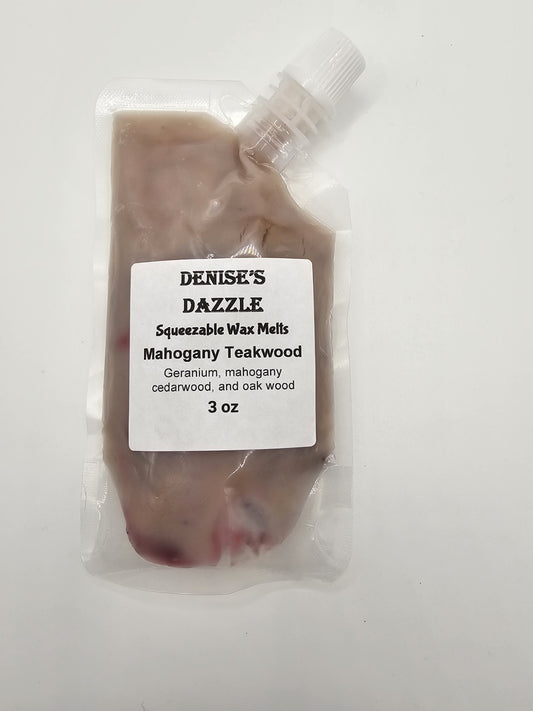 DENISE'S
DAZZLE
Squeezable Wax Melts
Mahogany Teakwood
Geranium, mahogany
cedarwood, and oak wood
3 oz